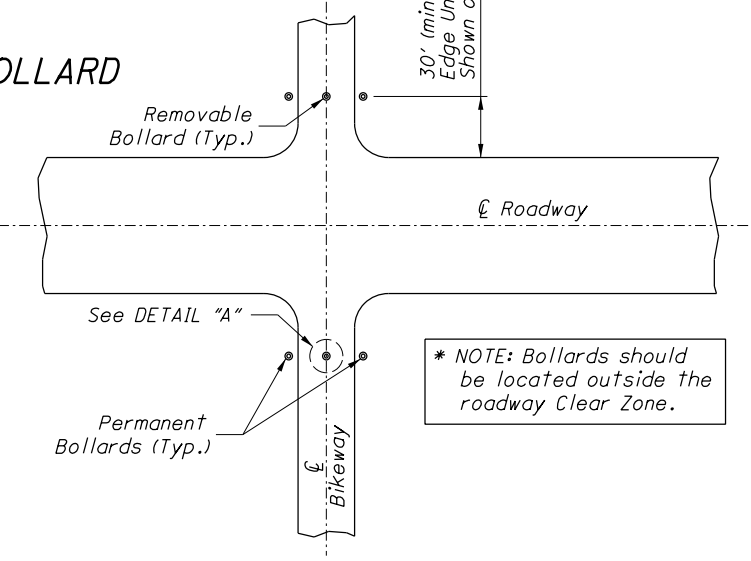 OLLARD
30' (min
Edge Un
Shown o
Removable
Bollard (Typ.)
℄ Roadway
See DETAIL "A"
* NOTE: Bollards should
be located outside the
roadway Clear Zone.
Permanent
Bollards (Typ.)
℄
Bikeway